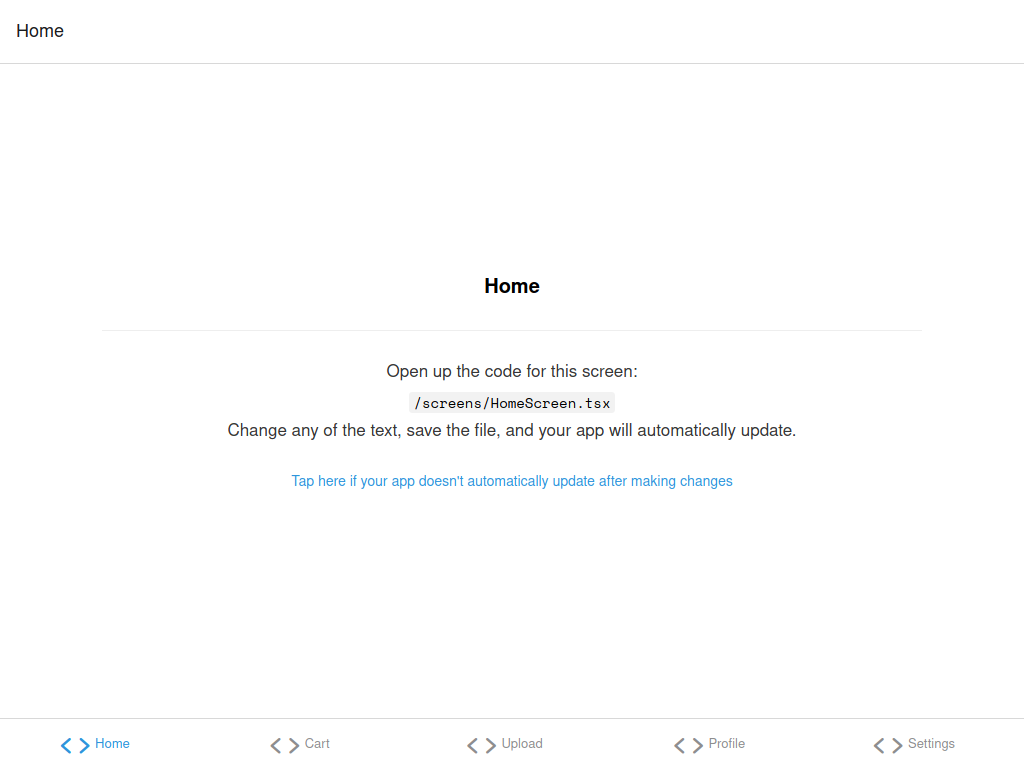 Home
Home
Open up the code for this screen:
/screens/HomeScreen.tsx
Change any of the text, save the file, and your app will automatically update.
Tap here if your app doesn't automatically update after making changes
Home Cart Upload Profile Settings